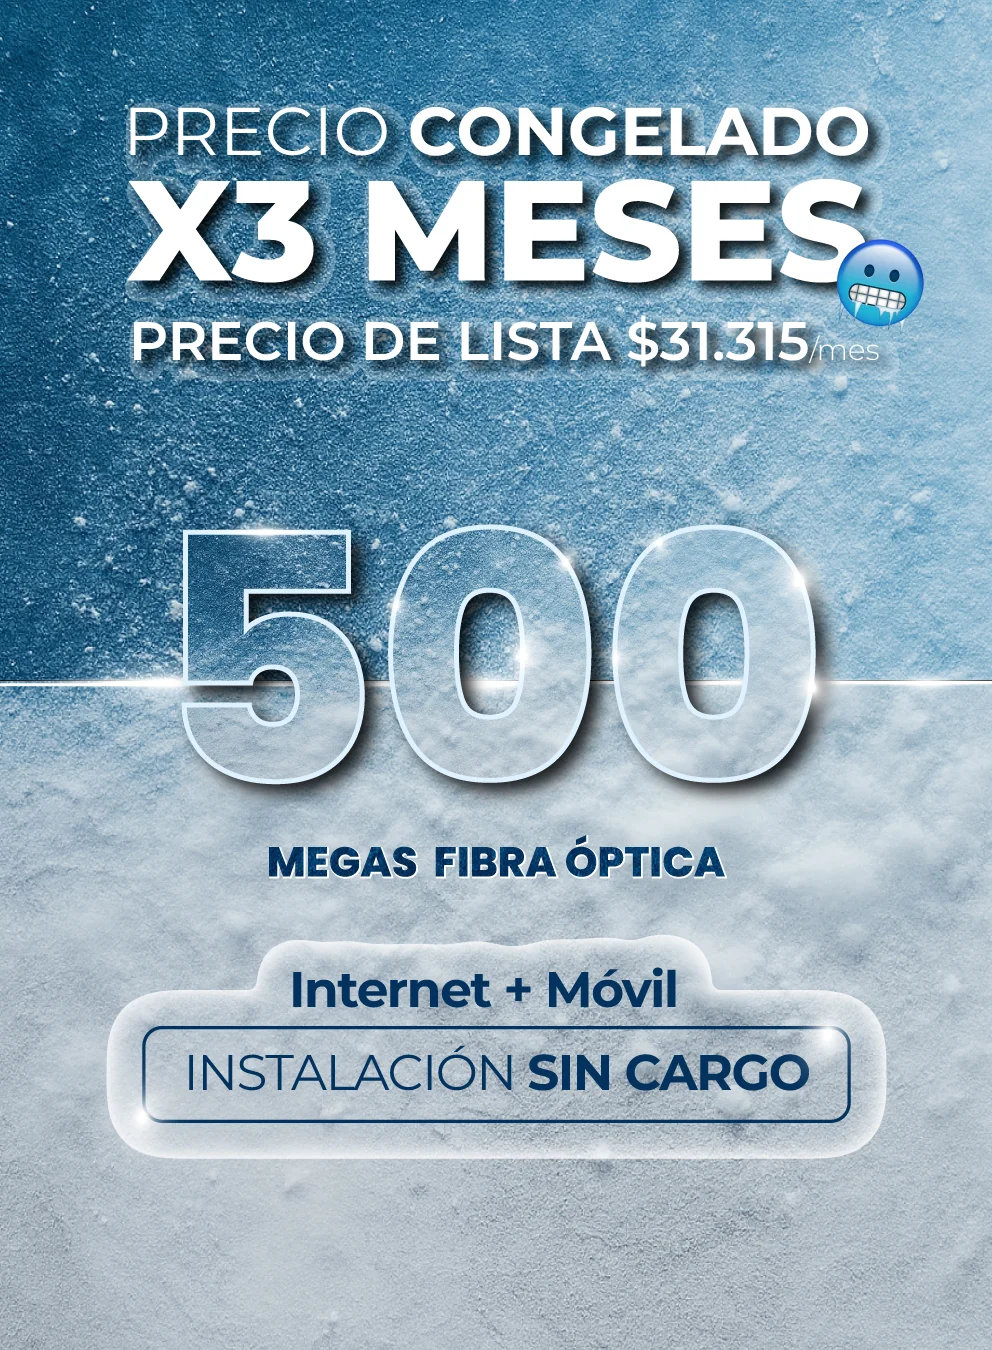 PRECIO CONGELADO
X3 MESES
PRECIO DE LISTA $31.315/mes
500
MEGAS FIBRA ÓPTICA
Internet + Móvil
INSTALACIÓN SIN CARGO